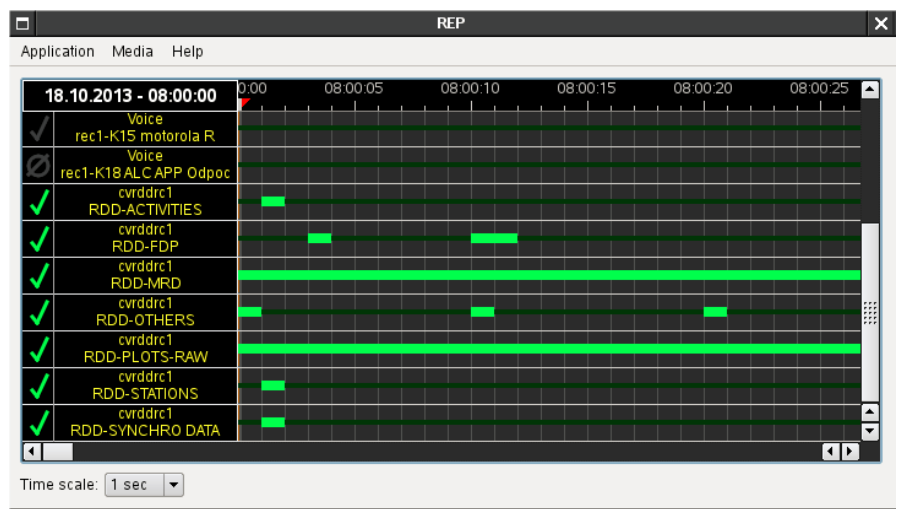 REP
Application Media Help
18.10.2013 - 08:00:00
0:00 08:00:05 08:00:10 08:00:15 08:00:20 08:00:25
Voice
rec1-K15 motorola R
Voice
rec1-K18 ALC APP Odpoc
cvrddrc1
RDD-ACTIVITIES
cvrddrc1
RDD-FDP
cvrddrc1
RDD-MRD
cvrddrc1
RDD-OTHERS
cvrddrc1
RDD-PLOTS-RAW
cvrddrc1
RDD-STATIONS
cvrddrc1
RDD-SYNCHRO DATA
Time scale: 1 sec